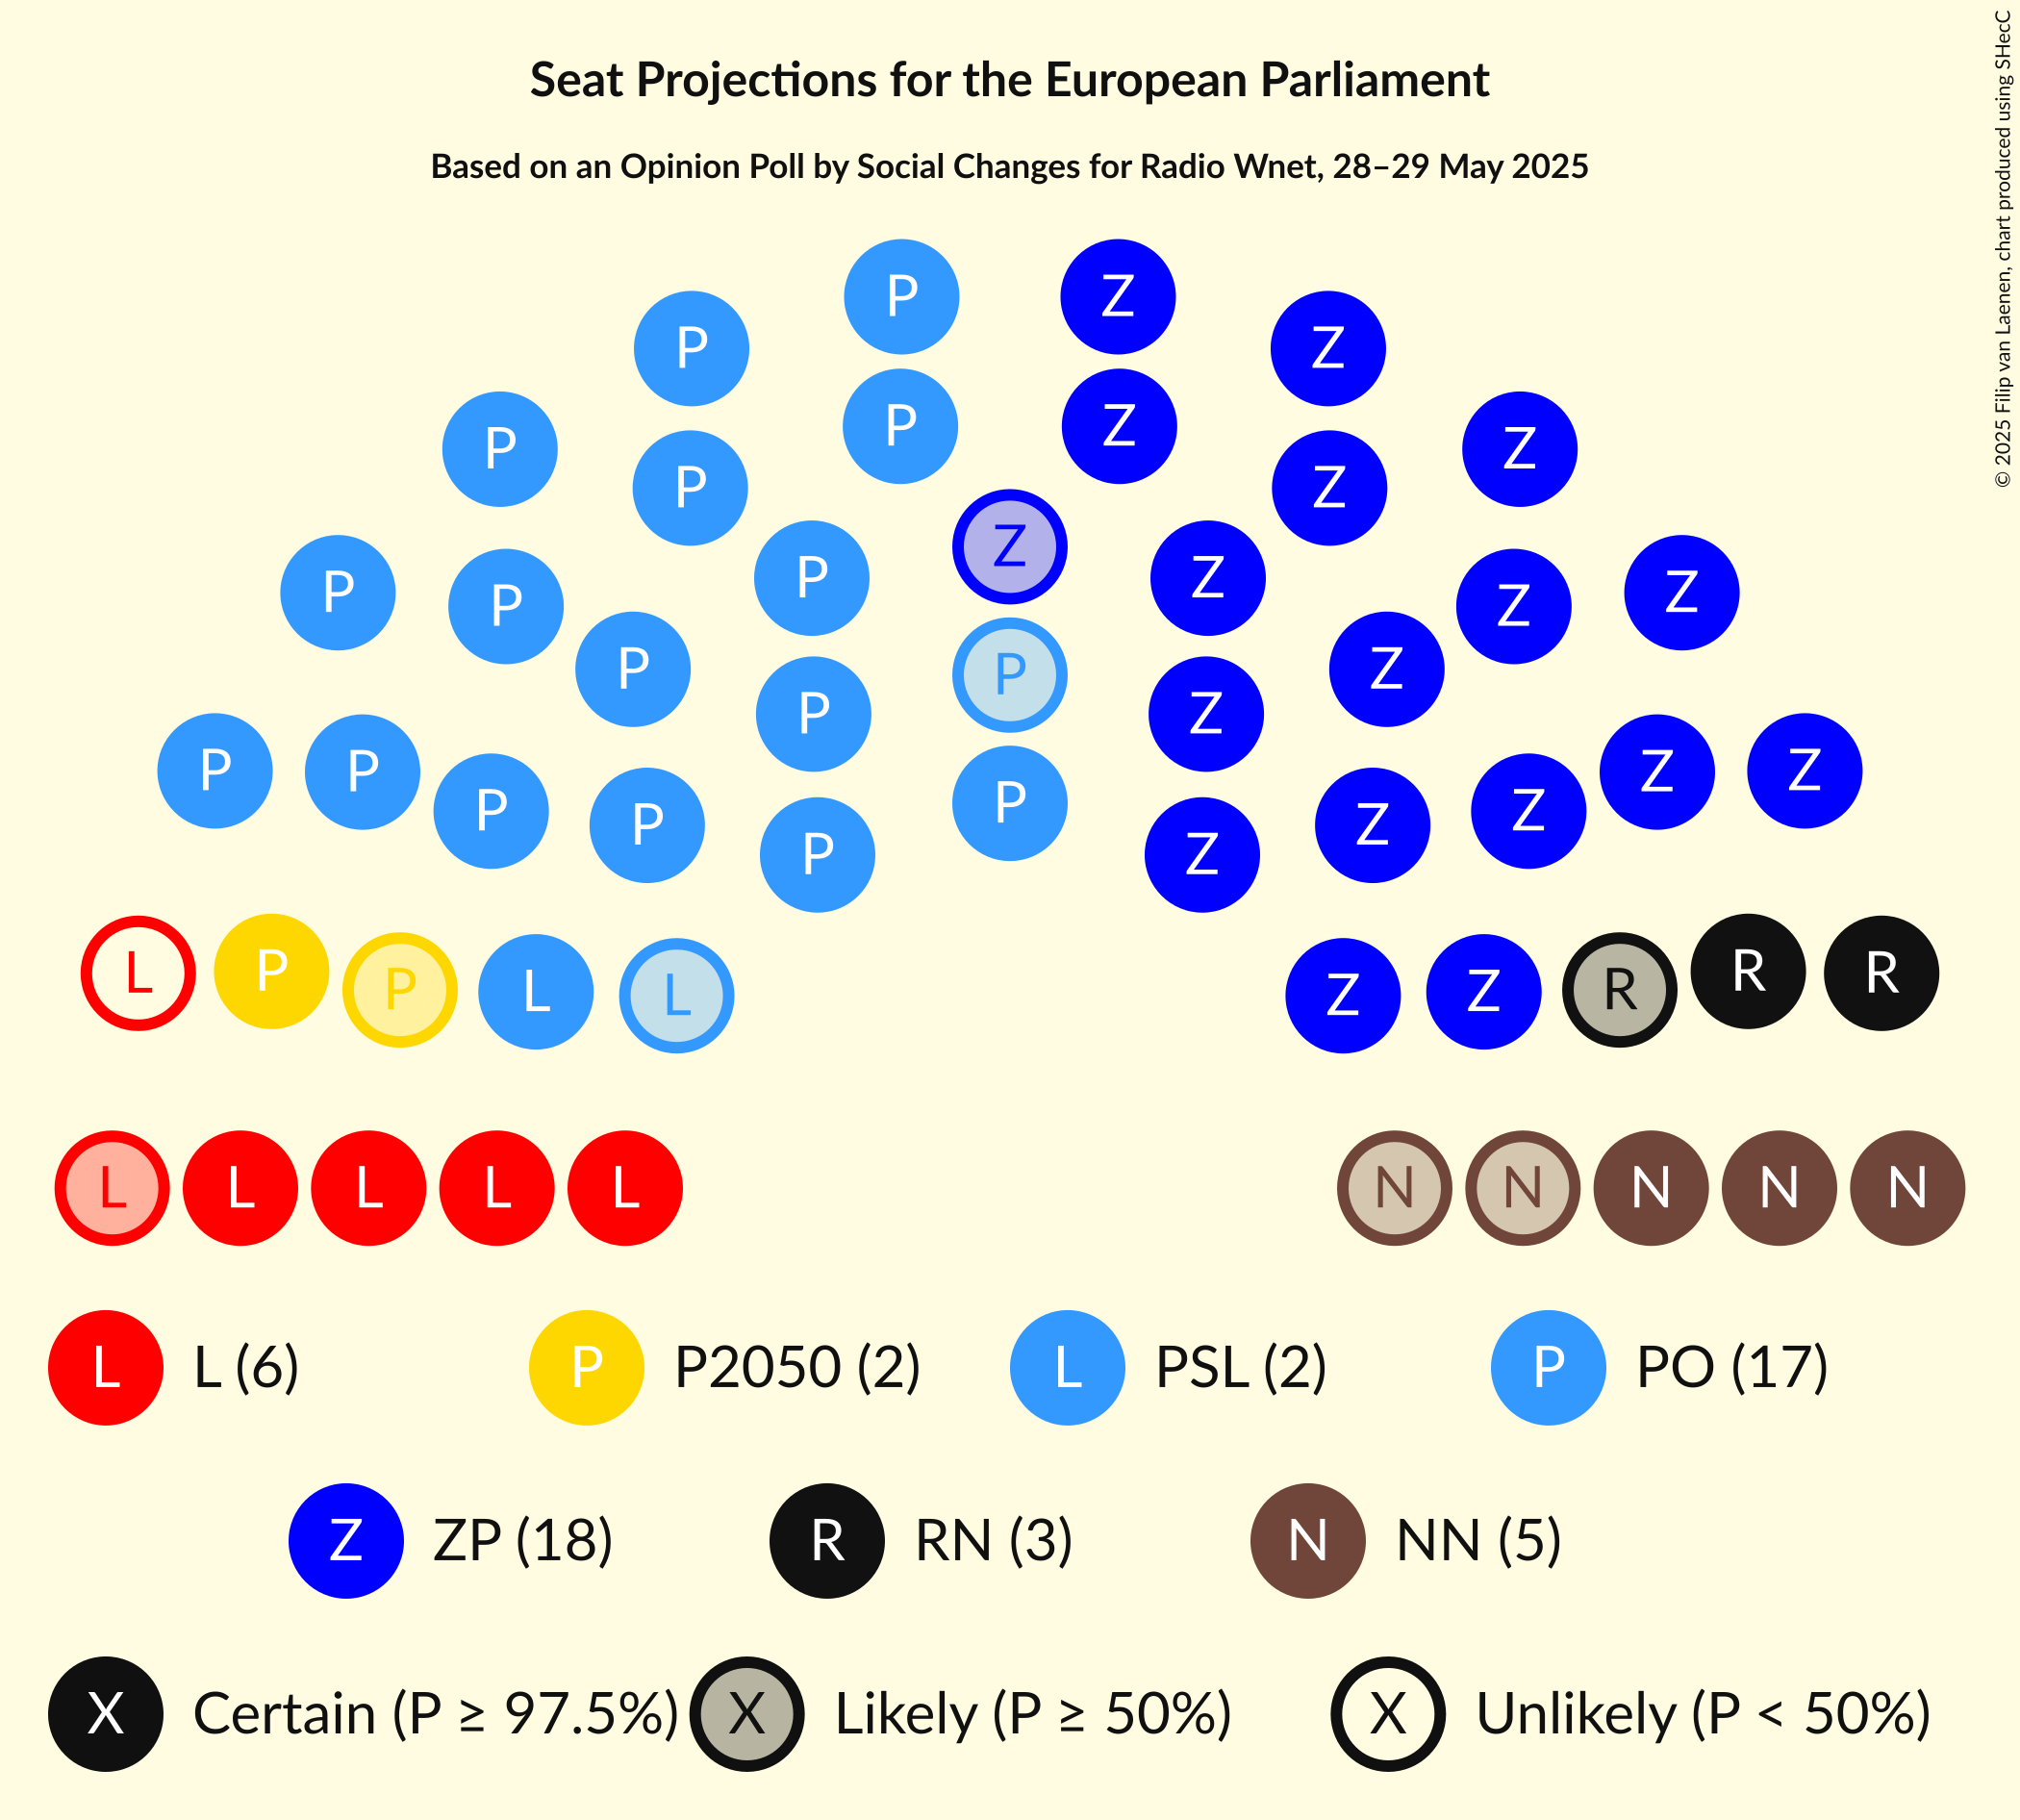 Seat Projections for the European Parliament
Based on an Opinion Poll by Social Changes for Radio Wnet, 28–29 May 2025
© 2025 Filip van Laenen, chart produced using SHecC
P Z
P Z
P Z
P Z
P Z
Z
P Z
P Z
P Z
P Z
P
P Z
P Z
P Z
P
P Z
P Z
P Z
L P P L L Z Z R R R
L L L L L N N N N N
L L (6) P P2050 (2) L PSL (2) P PO (17)
Z ZP (18) R RN (3) N NN (5)
X Certain (P ≥ 97.5%) X Likely (P ≥ 50%) X Unlikely (P < 50%)